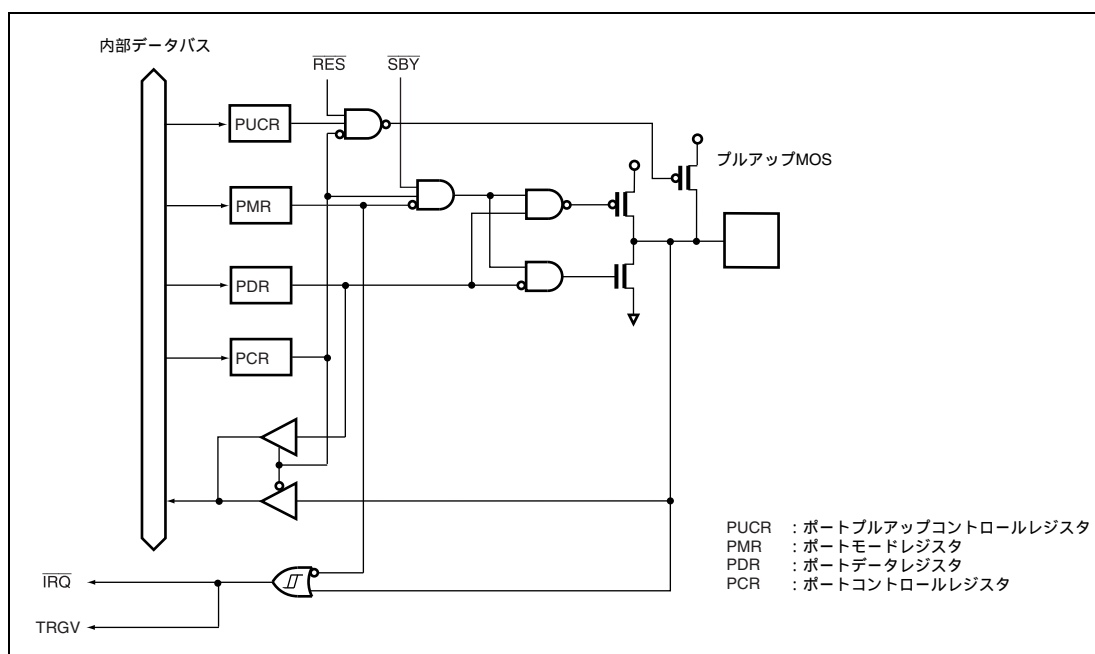 内部データバス
RES
SBY
PUCR
プルアップMOS
PMR
PDR
PCR
PUCR :ポートプルアップコントロールレジスタ
PMR :ポートモードレジスタ
PDR :ポートデータレジスタ
PCR :ポートコントロールレジスタ
IRQ
TRGV